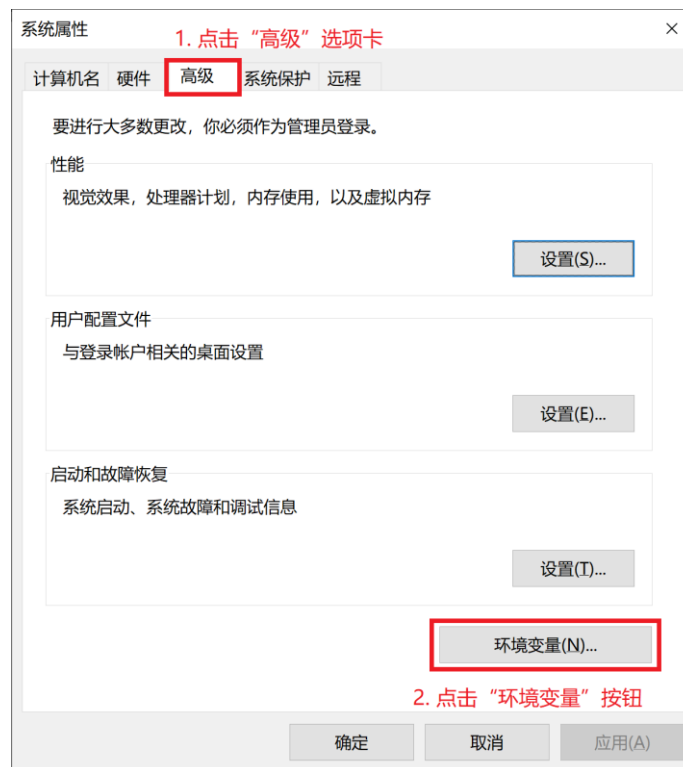 系统属性
1. 点击“高级”选项卡
计算机名 硬件 高级 系统保护 远程
要进行大多数更改，你必须作为管理员登录。
性能
视觉效果，处理器计划，内存使用，以及虚拟内存
设置(S)...
用户配置文件
与登录帐户相关的桌面设置
设置(E)...
启动和故障恢复
系统启动、系统故障和调试信息
设置(T)...
环境变量(N)...
2. 点击“环境变量”按钮
确定 取消 应用(A)